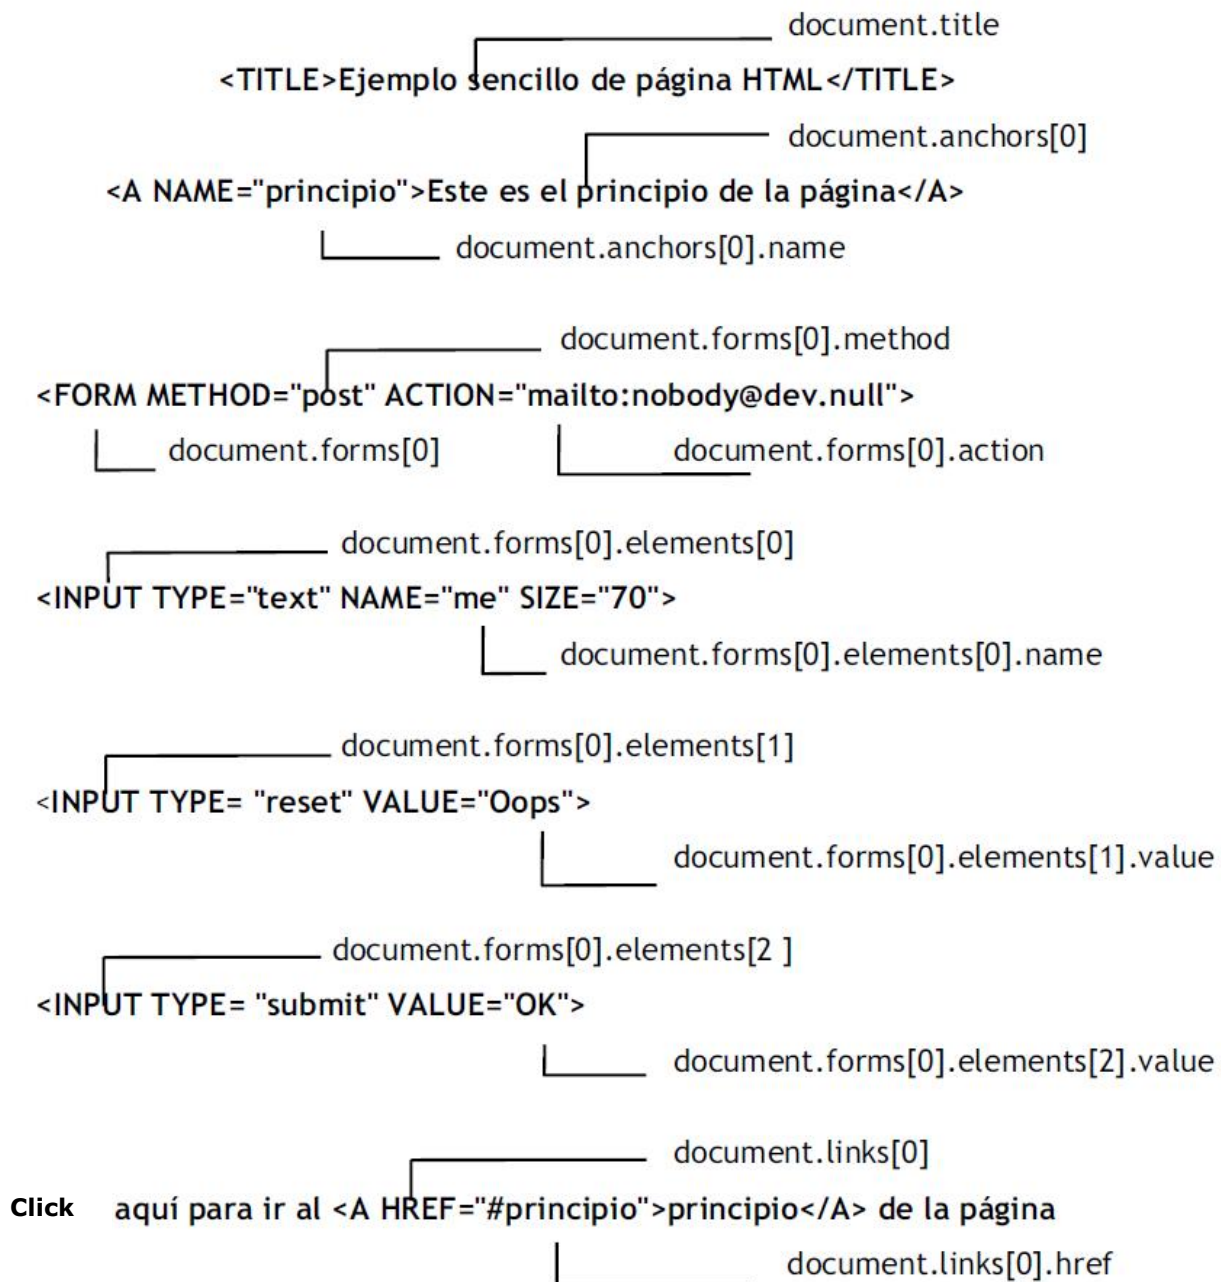 document.title
<TITLE>Ejemplo sencillo de página HTML</TITLE>
document.anchors[0]
<A NAME="principio">Este es el principio de la página</A>
document.anchors[0].name
document.forms[0].method
<FORM METHOD="post" ACTION="mailto:nobody@dev.null">
document.forms[0] document.forms[0].action
document.forms[0].elements[0]
<INPUT TYPE="text" NAME="me" SIZE="70">
document.forms[0].elements[0].name
document.forms[0].elements[1]
<INPUT TYPE= "reset" VALUE="Oops">
document.forms[0].elements[1].value
document.forms[0].elements[2 ]
<INPUT TYPE= "submit" VALUE="OK">
document.forms[0].elements[2].value
document.links[0]
Click aquí para ir al <A HREF="#principio">principio</A> de la página
document.links[0].href